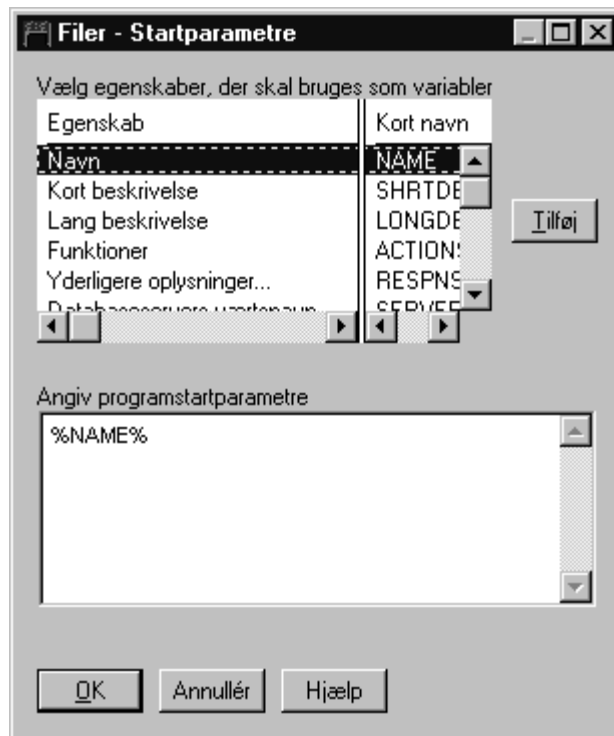 Filer - Startparametre
Vælg egenskaber, der skal bruges som variabler
Egenskab Kort navn
Navn NAME
Kort beskrivelse SHRTDE
Lang beskrivelse LONGDE
Funktioner ACTION
Yderligere oplysninger... RESPNS
Tilføj
Angiv programstartparametre
%NAME%
OK Annullér Hjælp